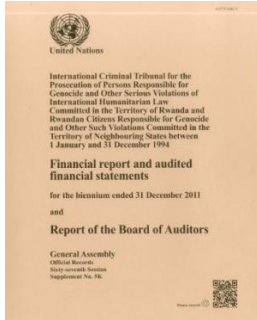 United Nations
International Criminal Tribunal for the
Prosecution of Persons Responsible for
Genocide and Other Serious Violations of
International Humanitarian Law
Committed in the Territory of Rwanda and
Rwandan Citizens Responsible for Genocide
and Other Such Violations Committed in the
Territory of Neighbouring States between
1 January and 31 December 1994
Financial report and audited
financial statements
for the biennium ended 31 December 2011
and
Report of the Board of Auditors
General Assembly
Official Records
Sixty-seventh Session
Supplement No. 5K
Please recycle